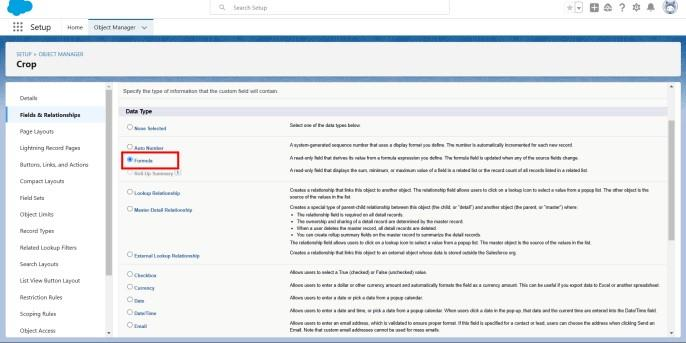 Search Setup
Setup
Home
Object Manager
SETUP > OBJECT MANAGER
Crop
Details
Fields & Relationships
Page Layouts
Lightning Record Pages
Buttons, Links, and Actions
Compact Layouts
Field Sets
Object Limits
Record Types
Related Lookup Filters
Search Layouts
List View Button Layout
Restriction Rules
Scoping Rules
Object Access
Specify the type of information that the custom field will contain.
Data Type
None Selected
Select one of the data types below.
Auto Number
A system-generated sequence number that uses a display format you define. The number is automatically incremented for each new record.
Formula
A read-only field that derives its value from a formula expression you define. The formula field is updated when any of the source fields change.
Roll-Up Summary
A read-only field that displays the sum, minimum, or maximum value of a field in a related list or the record count of all records listed in a related list.
Lookup Relationship
Creates a relationship that links this object to another object. The relationship field allows users to click on a lookup icon to select a value from a popup list. The other object is
the source of the values in the list.
Master-Detail Relationship
Creates a special type of parent-child relationship between this object (the child, or "detail") and another object (the parent, or "master") where:
• The relationship field is required on all detail records.
• The ownership and sharing of a detail record are determined by the master record.
• When a user deletes the master record, all detail records are deleted.
• You can create rollup summary fields on the master record to summarize the detail records.
The relationship field allows users to click on a lookup icon to select a value from a popup list. The master object is the source of the values in the list.
External Lookup Relationship
Creates a relationship that links this object to an external object whose data is stored outside the Salesforce org.
Checkbox
Allows users to select a True (checked) or False (unchecked) value.
Currency
Allows users to enter a dollar or other currency amount and automatically formats the field as a currency amount. This can be useful if you export data to Excel or another spreadsheet.
Date
Allows users to enter a date or pick a date from a popup calendar.
Date/Time
Allows users to enter a date and time, or pick a date from a popup calendar. When users click a date in the pop-up, that date and the current time are entered into the Date/Time field.
Email
Allows users to enter an email address, which is validated to ensure proper format. If this field is specified for a contact or lead, users can choose the address when clicking Send an
Email. Note that custom email addresses cannot be used for mass emails.